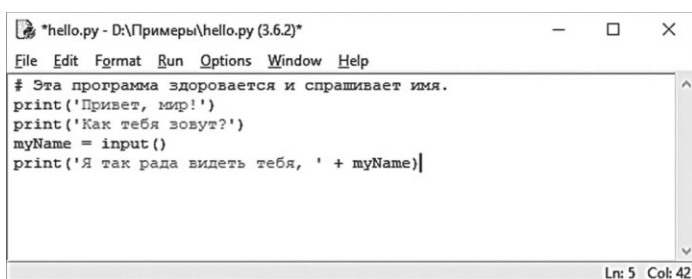 *hello.py - D:\Примеры\hello.py (3.6.2)*
File Edit Format Run Options Window Help
# Эта программа здоровается и спрашивает имя.
print('Привет, мир!')
print('Как тебя зовут?')
myName = input()
print('Я так рада видеть тебя, ' + myName)
Ln: 5 Col: 42